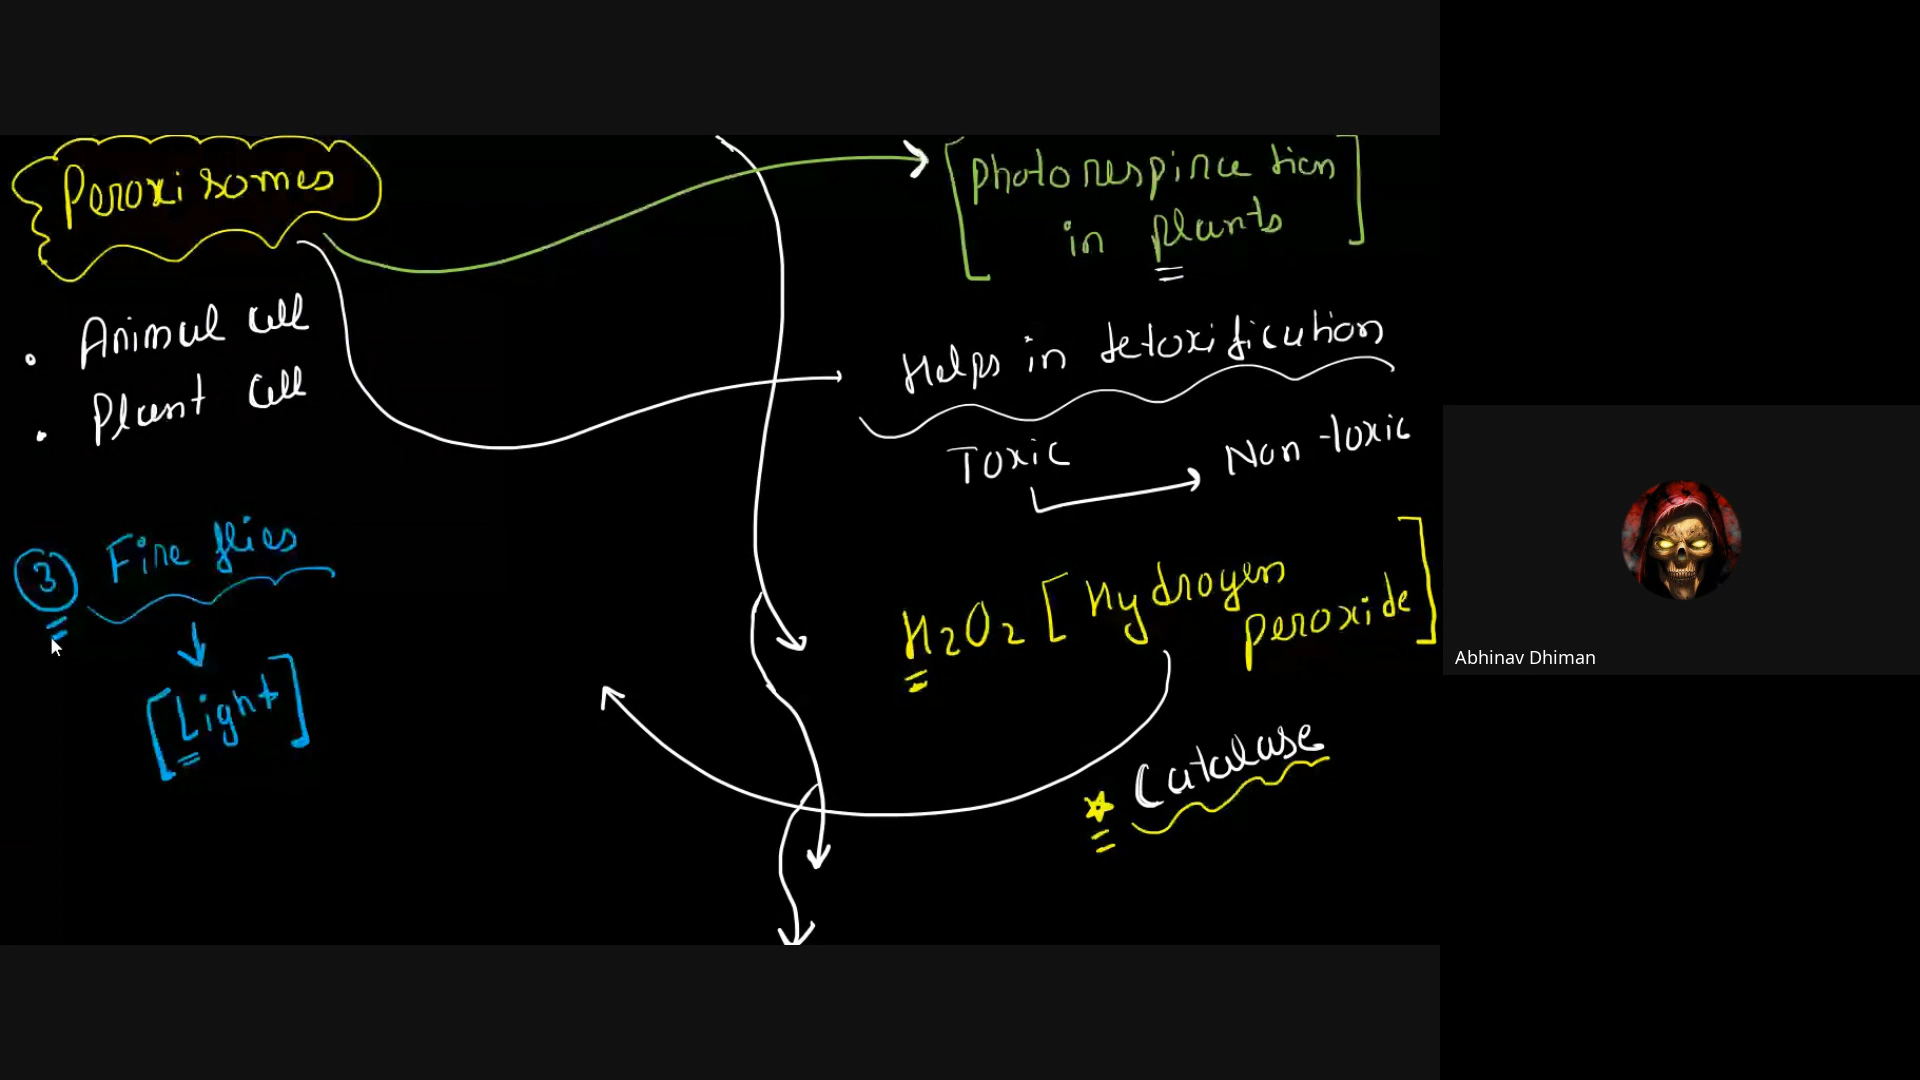 Peroxisomes
• Animal cell
• Plant cell
③ Fire flies
[Light]
[Photorespiration
in plants]
Helps in detoxification
Toxic
Non-toxic
H2O2 [Hydrogen
peroxide]
* Catalase
Abhinav Dhiman